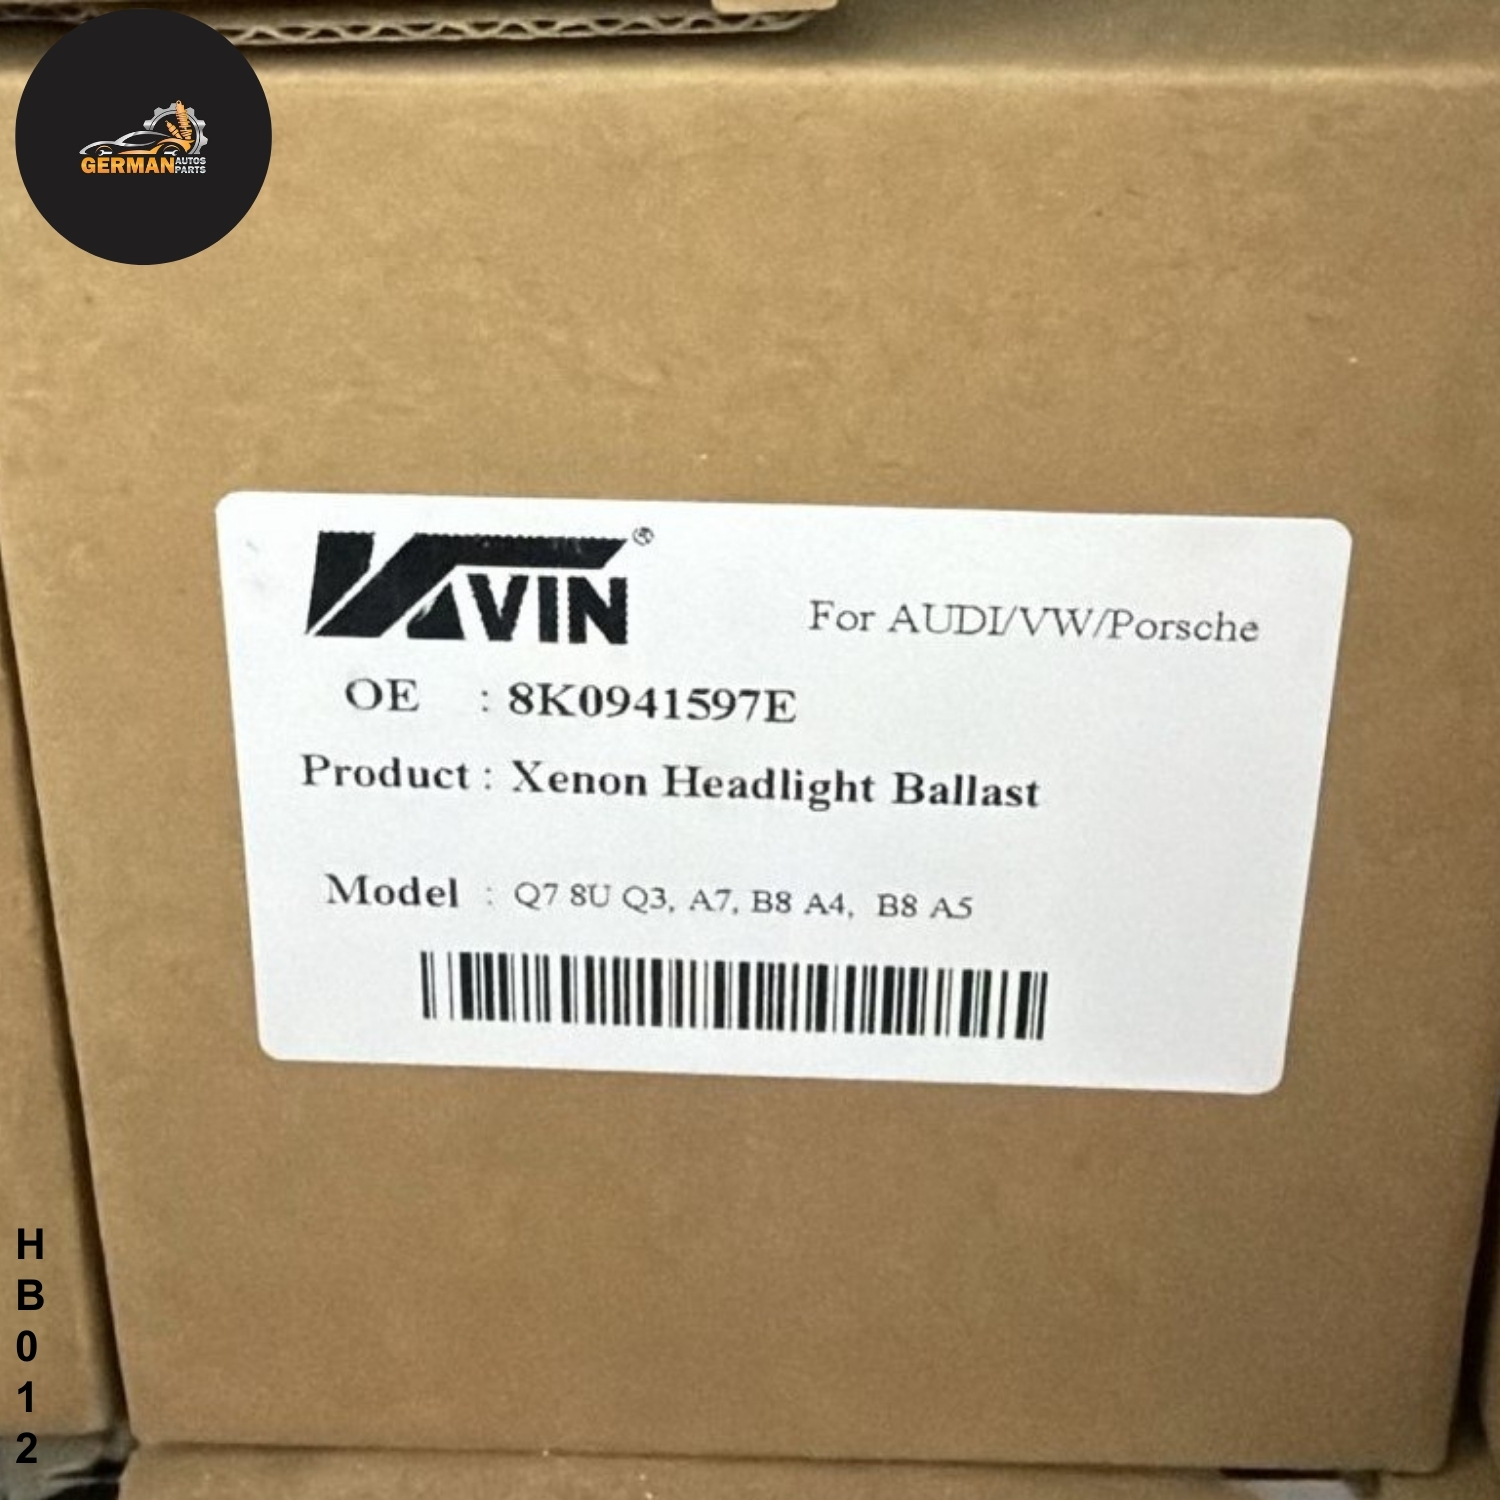 GERMAN AUTOS PARTS
VAVIN®
For AUDI/VW/Porsche
OE : 8K0941597E
Product : Xenon Headlight Ballast
Model : Q7 8U Q3, A7, B8 A4, B8 A5
H
B
0
1
2